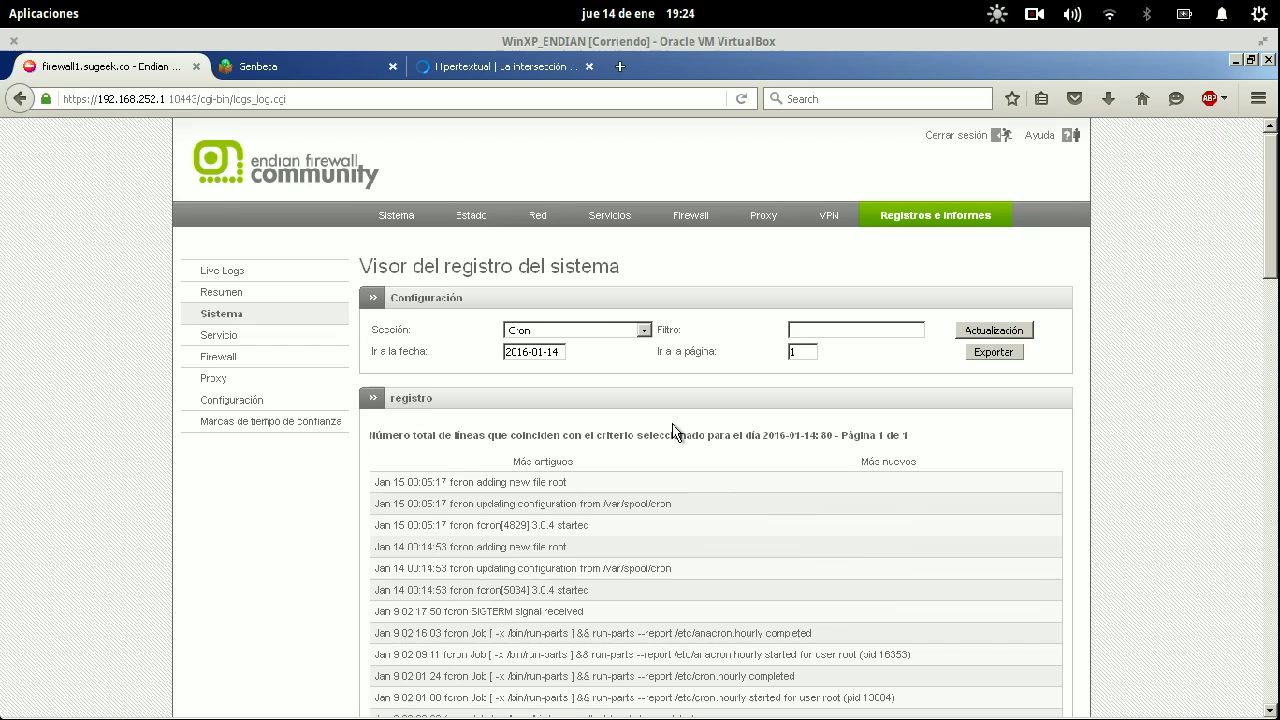 Aplicaciones
jue 14 de ene 19:24
WinXP_ENDIAN [Corriendo] - Oracle VM VirtualBox
firewall1.sugeek.co - Endian ...
Genbeta
Hipertextual | La intersección ...
https://192.168.252.1:10443/cgi-bin/logs_log.cgi
Search
ABP
Cerrar sesión
Ayuda
endian firewall
community
Sistema
Estado
Red
Servicios
Firewall
Proxy
VPN
Registros e Informes
Live Logs
Resumen
Sistema
Servicio
Firewall
Proxy
Configuración
Marcas de tiempo de confianza
Visor del registro del sistema
Configuración
Sección:
Cron
Filtro:
Actualización
Ir a la fecha:
2016-01-14
Ir a la página:
1
Exportar
registro
Número total de líneas que coinciden con el criterio seleccionado para el día 2016-01-14: 80 - Página 1 de 1
Más antiguos
Más nuevos
Jan 15 00:05:17 fcron adding new file root
Jan 15 00:05:17 fcron updating configuration from /var/spool/cron
Jan 15 00:05:17 fcron fcron[4829] 3.0.4 started
Jan 14 00:14:53 fcron adding new file root
Jan 14 00:14:53 fcron updating configuration from /var/spool/cron
Jan 14 00:14:53 fcron fcron[5034] 3.0.4 started
Jan 9 02:17:50 fcron SIGTERM signal received
Jan 9 02:16:03 fcron Job [ -x /bin/run-parts ] && run-parts --report /etc/anacron.hourly completed
Jan 9 02:09:11 fcron Job [ -x /bin/run-parts ] && run-parts --report /etc/anacron.hourly started for user root (pid 16353)
Jan 9 02:01:24 fcron Job [ -x /bin/run-parts ] && run-parts --report /etc/cron.hourly completed
Jan 9 02:01:00 fcron Job [ -x /bin/run-parts ] && run-parts --report /etc/cron.hourly started for user root (pid 13004)